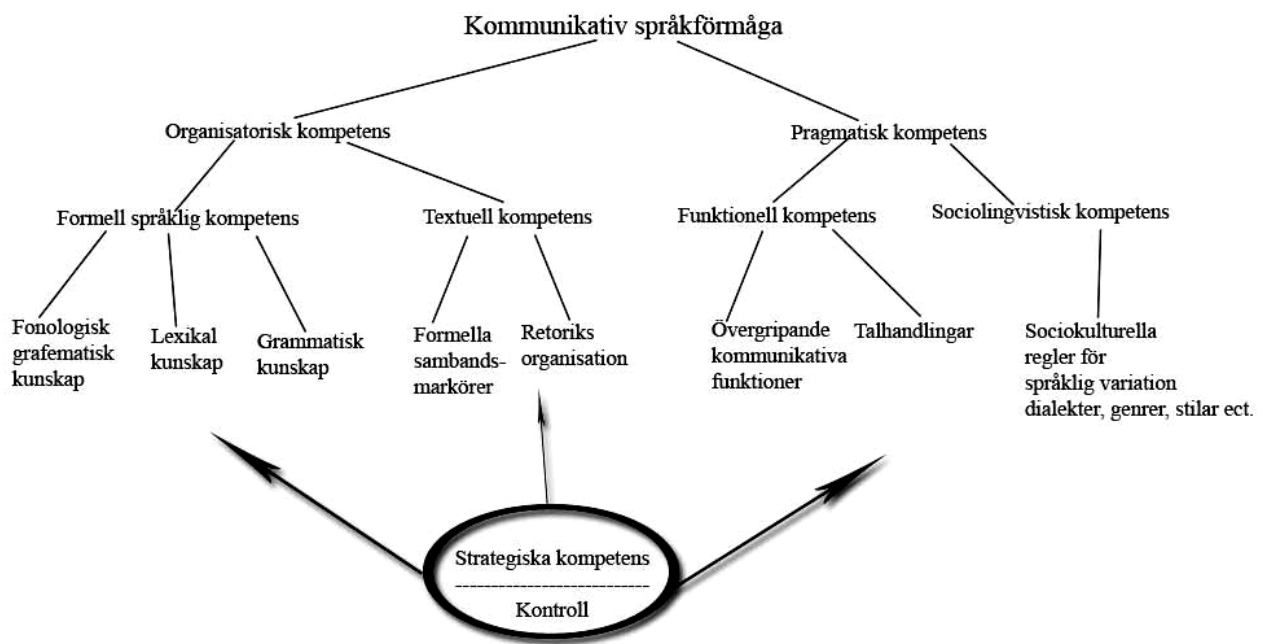 Kommunikativ språkförmåga
Organisatorisk kompetens
Pragmatisk kompetens
Formell språklig kompetens
Textuell kompetens
Funktionell kompetens
Sociolingvistisk kompetens
Fonologisk
grafematisk
kunskap
Lexikal
kunskap
Grammatisk
kunskap
Formella
sambands-
markörer
Retoriks
organisation
Övergripande
kommunikativa
funktioner
Talhandlingar
Sociokulturella
regler för
språklig variation
dialekter, genrer, stilar ect.
Strategiska kompetens
---------------------------
Kontroll